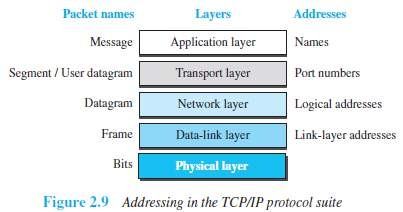 Packet names Layers Addresses
Message Application layer Names
Segment / User datagram Transport layer Port numbers
Datagram Network layer Logical addresses
Frame Data-link layer Link-layer addresses
Bits Physical layer
Figure 2.9 Addressing in the TCP/IP protocol suite